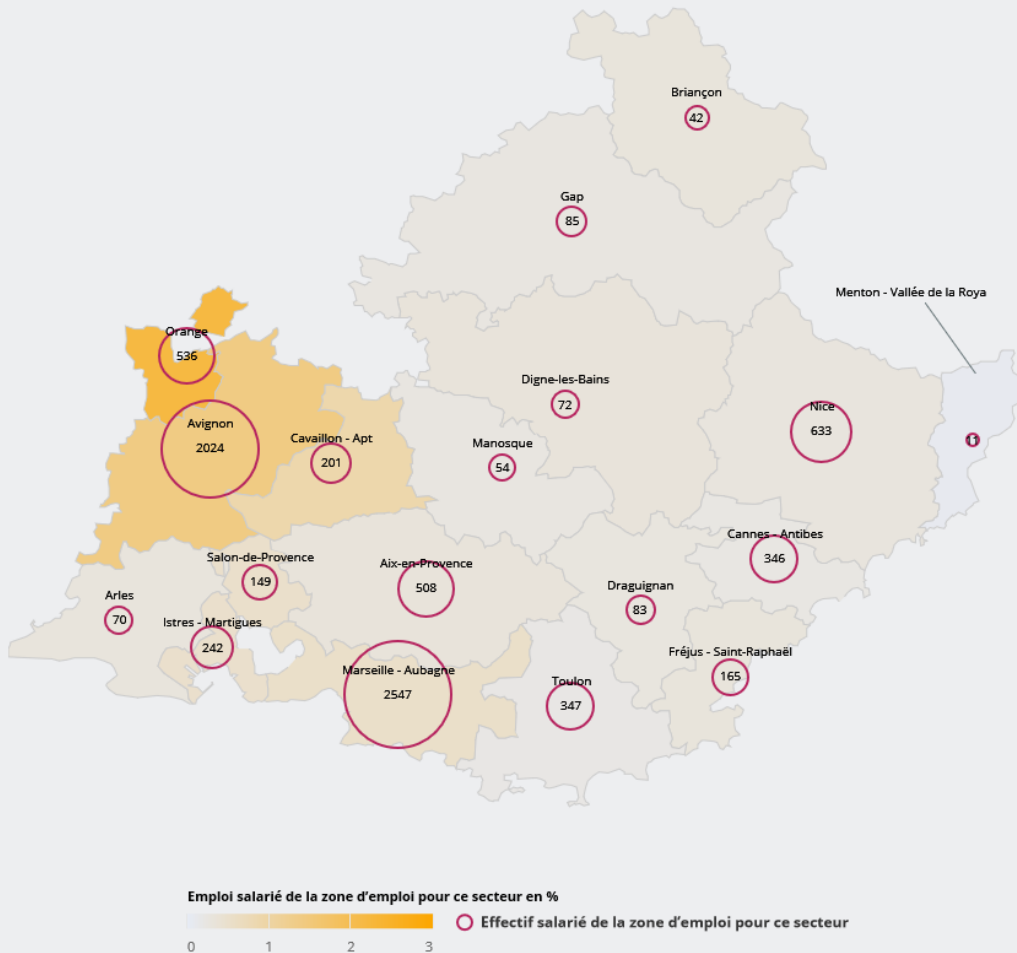 Briançon
42
Gap
85
Menton - Vallée de la Roya
Orange
536
Digne-les-Bains
72
Nice
633
Avignon
2024
Cavaillon - Apt
201
Manosque
54
11
Cannes - Antibes
346
Salon-de-Provence
149
Aix-en-Provence
508
Draguignan
83
Arles
70
Istres - Martigues
242
Fréjus - Saint-Raphaël
165
Marseille - Aubagne
2547
Toulon
347
Emploi salarié de la zone d’emploi pour ce secteur en %
0 1 2 3
Effectif salarié de la zone d’emploi pour ce secteur